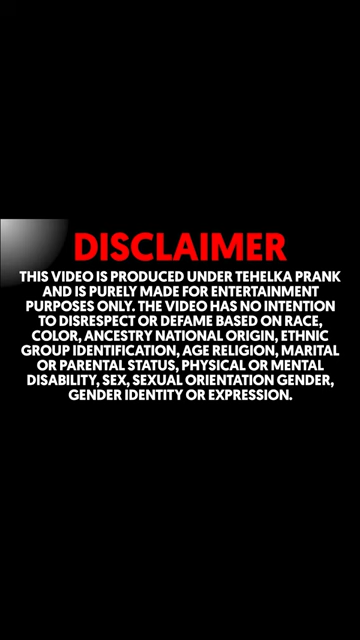 DISCLAIMER
THIS VIDEO IS PRODUCED UNDER TEHELKA PRANK
AND IS PURELY MADE FOR ENTERTAINMENT
PURPOSES ONLY. THE VIDEO HAS NO INTENTION
TO DISRESPECT OR DEFAME BASED ON RACE,
COLOR, ANCESTRY NATIONAL ORIGIN, ETHNIC
GROUP IDENTIFICATION, AGE RELIGION, MARITAL
OR PARENTAL STATUS, PHYSICAL OR MENTAL
DISABILITY, SEX, SEXUAL ORIENTATION GENDER,
GENDER IDENTITY OR EXPRESSION.